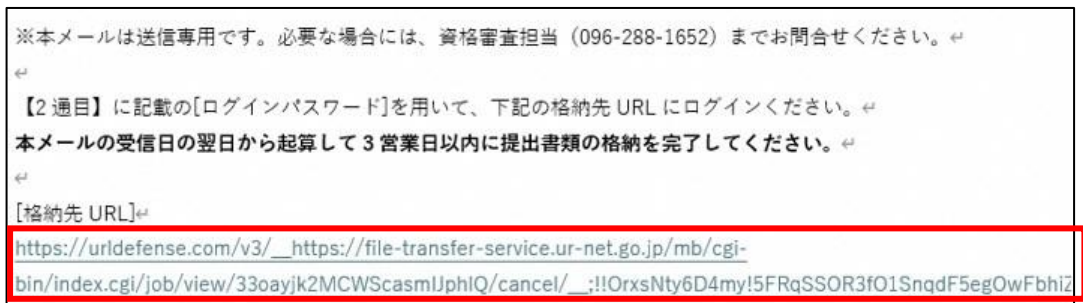 ※本メールは送信専用です。必要な場合には、資格審査担当（096-288-1652）までお問合せください。↵
↵
【2通目】に記載の[ログインパスワード]を用いて、下記の格納先 URL にログインください。↵
本メールの受信日の翌日から起算して 3 営業日以内に提出書類の格納を完了してください。↵
↵
[格納先 URL]↵
https://urldefense.com/v3/__https://file-transfer-service.ur-net.go.jp/mb/cgi-
bin/index.cgi/job/view/33oayjk2MCWScasmIJphIQ/cancel/__;!!OrxsNty6D4my!5FRqSSOR3fO1SnqdF5egOwFbhiZ